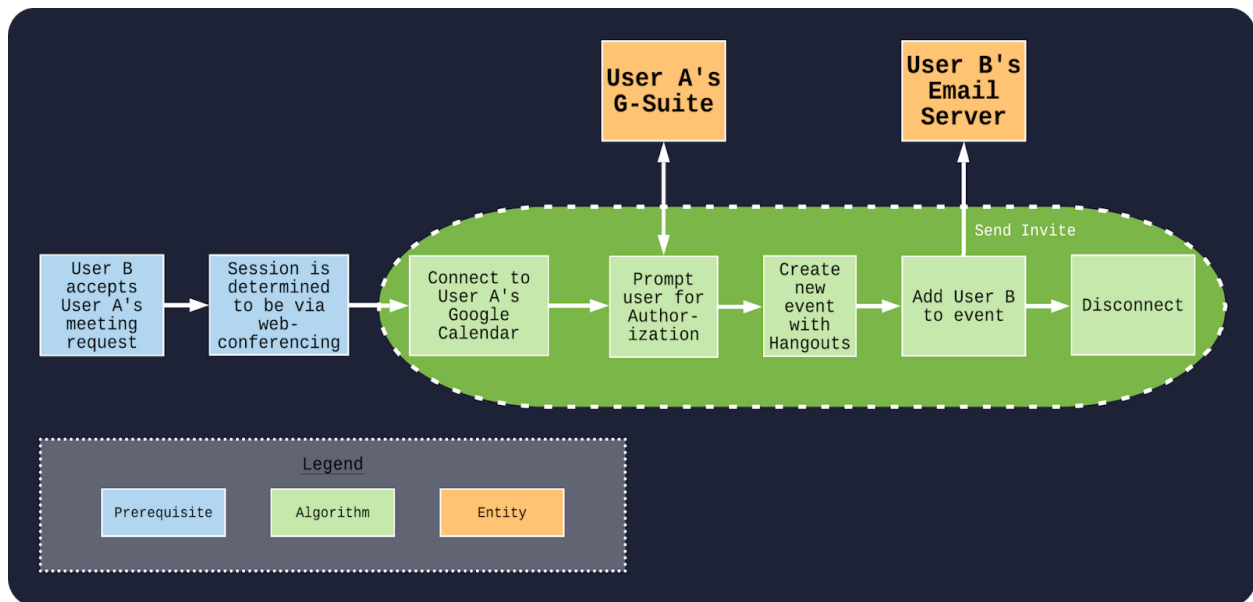 User A's
G-Suite
User B's
Email
Server
Send Invite
User B
accepts
User A's
meeting
request
Session is
determined
to be via
web-
conferencing
Connect to
User A's
Google
Calendar
Prompt
user for
Author-
ization
Create
new
event
with
Hangouts
Add User B
to event
Disconnect
Legend
Prerequisite
Algorithm
Entity